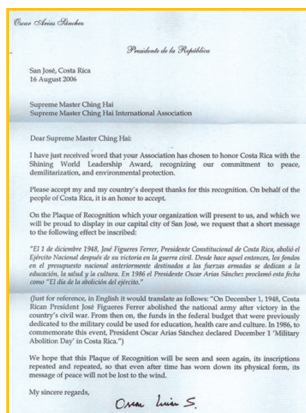 Oscar Arias Sánchez
Presidente de la República
San José, Costa Rica
16 August 2006
Supreme Master Ching Hai
Supreme Master Ching Hai International Association
Dear Supreme Master Ching Hai:
I have just received word that your Association has chosen to honor Costa Rica with the
Shining World Leadership Award, recognizing our commitment to peace,
demilitarization, and environmental protection.
Please accept my and my country's deepest thanks for this recognition. On behalf of the
people of Costa Rica, it is an honor to accept.
On the Plaque of Recognition which your organization will present to us, and which we
will be proud to display in our capital city of San José, we request that a short message
to the following effect be inscribed:
"El 1 de diciembre 1948, José Figueres Ferrer, Presidente Constitucional de Costa Rica, abolió el
Ejército Nacional después de su victoria en la guerra civil. Desde hace aquel entonces, los fondos
en el presupuesto nacional anteriormente destinados a las fuerzas armadas se dedican a la
educación, la salud y la cultura. En 1986 el Presidente Oscar Arias Sánchez proclamó esta fecha
como "El día de la abolición del ejército."
(Just for reference, in English it would translate as follows: "On December 1, 1948, Costa
Rican President José Figueres Ferrer abolished the national army after victory in the
country's civil war. From then on, the funds in the federal budget that were previously
dedicated to the military could be used for education, health care and culture. In 1986, to
commemorate this event, President Oscar Arias Sánchez declared December 1 'Military
Abolition Day' in Costa Rica.")
We hope that this Plaque of Recognition will be seen and seen again, its inscriptions
repeated and repeated, so that even after time has worn down its physical form, its
message of peace will not be lost to the wind.
My sincere regards,
Oscar Arias S.